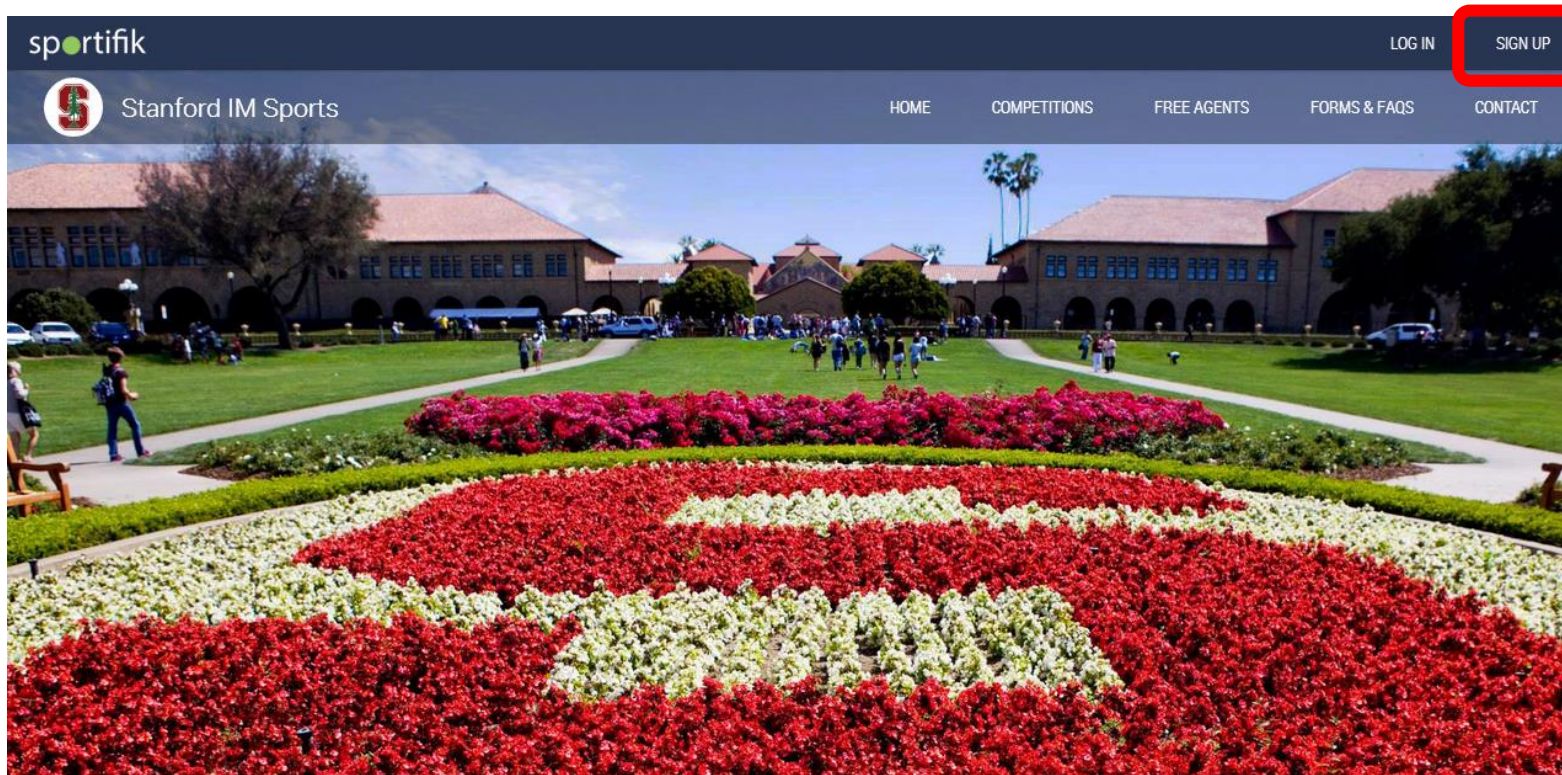 sportifik
LOG IN
SIGN UP
S
Stanford IM Sports
HOME
COMPETITIONS
FREE AGENTS
FORMS & FAQS
CONTACT